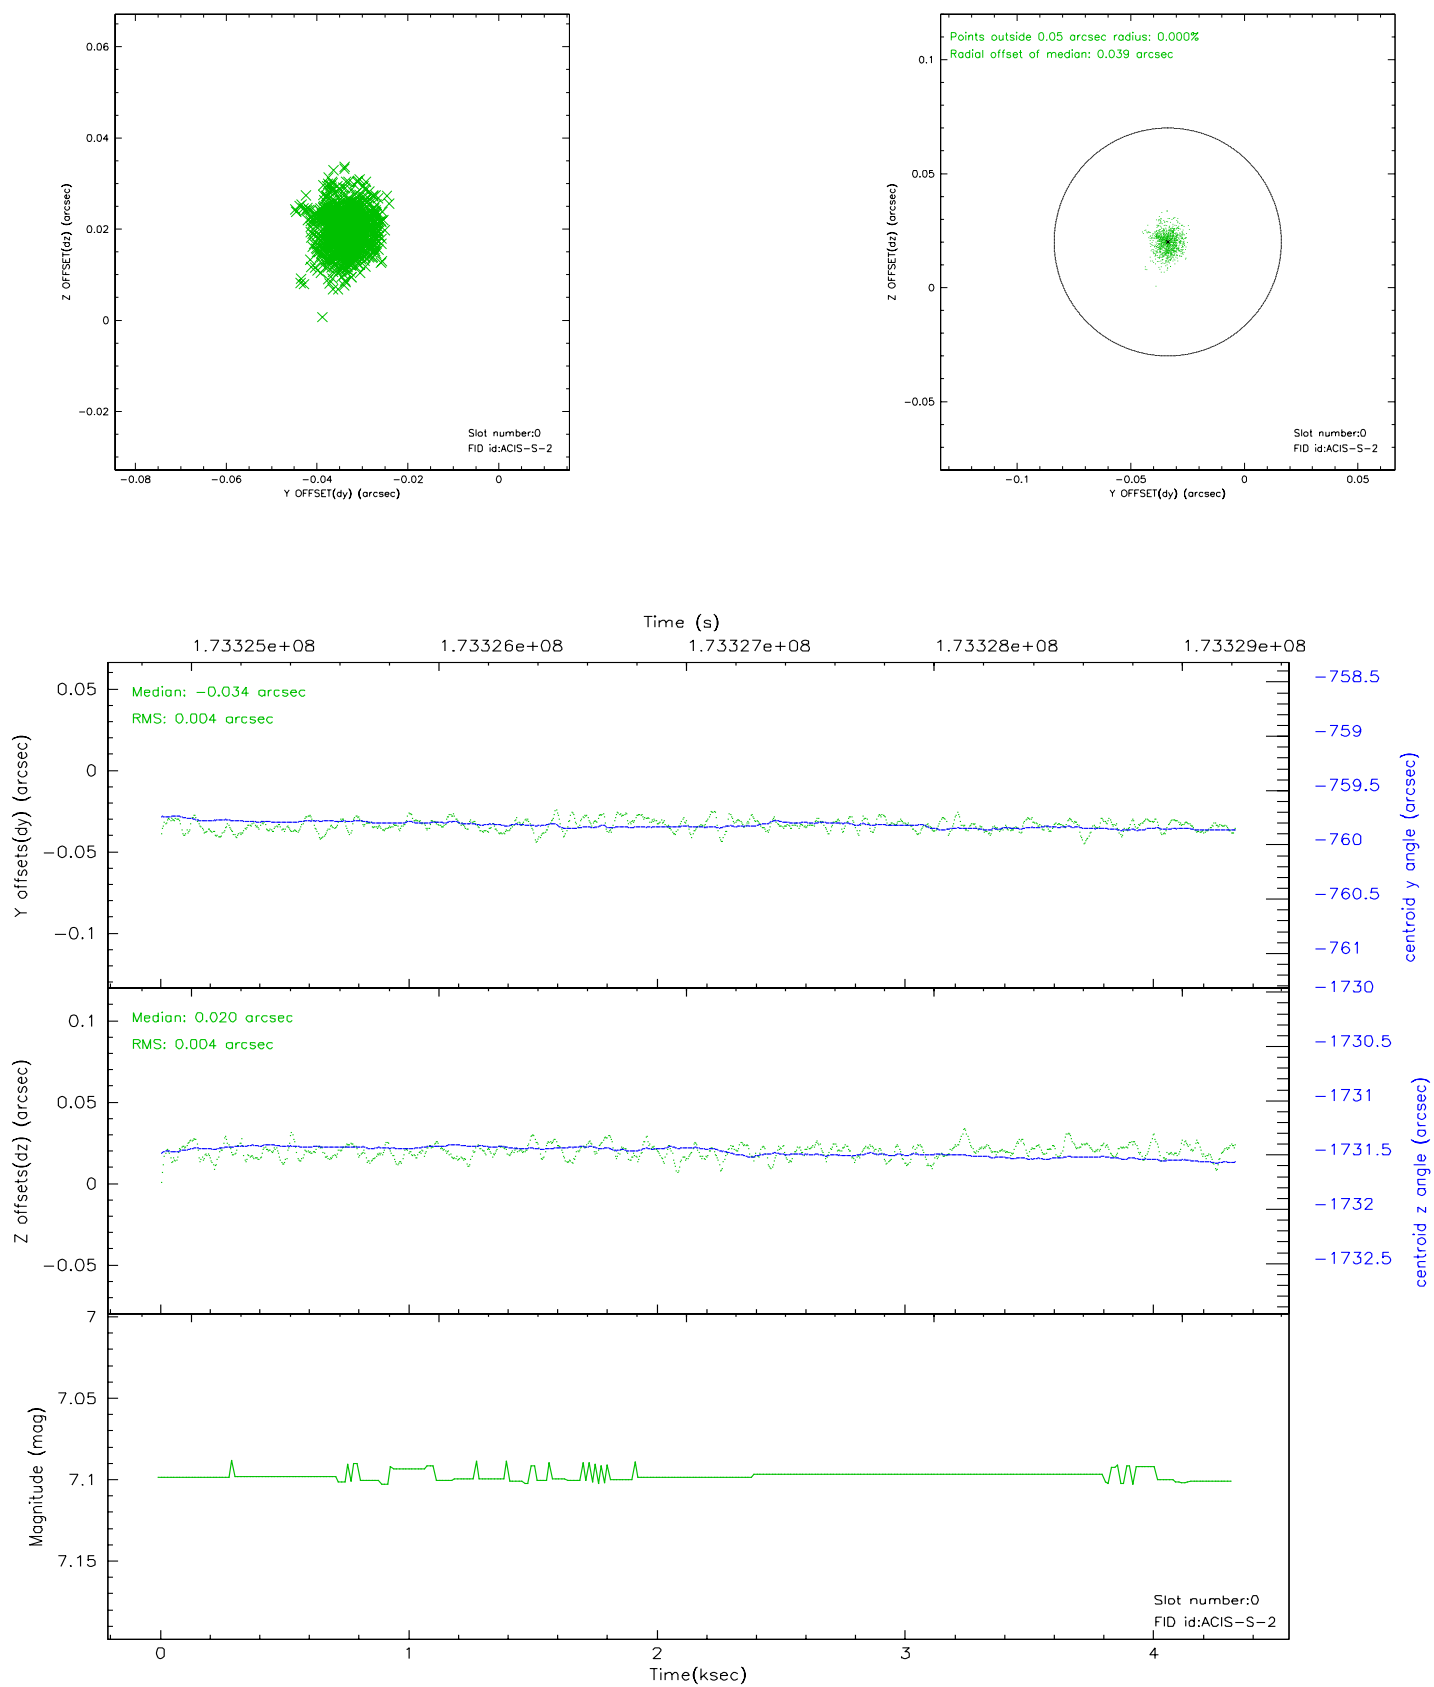 0.06
0.04
0.02
0
−0.02
Z OFFSET(dz) (arcsec)
Slot number:0
FID id:ACIS−S−2
−0.08 −0.06 −0.04 −0.02 0
Y OFFSET(dy) (arcsec)
Points outside 0.05 arcsec radius: 0.000%
Radial offset of median: 0.039 arcsec
0.1
0.05
0
−0.05
Z OFFSET(dz) (arcsec)
Slot number:0
FID id:ACIS−S−2
−0.1 −0.05 0 0.05
Y OFFSET(dy) (arcsec)
Time (s)
1.73325e+08 1.73326e+08 1.73327e+08 1.73328e+08 1.73329e+08
Median: −0.034 arcsec
RMS: 0.004 arcsec
0.05
0
−0.05
−0.1
Y offsets(dy) (arcsec)
−758.5
−759
−759.5
−760
−760.5
−761
centroid y angle (arcsec)
Median: 0.020 arcsec
RMS: 0.004 arcsec
0.1
0.05
0
−0.05
Z offsets(dz) (arcsec)
−1730
−1730.5
−1731
−1731.5
−1732
−1732.5
centroid z angle (arcsec)
7
7.05
7.1
7.15
Magnitude (mag)
Slot number:0
FID id:ACIS−S−2
0 1 2 3 4
Time(ksec)